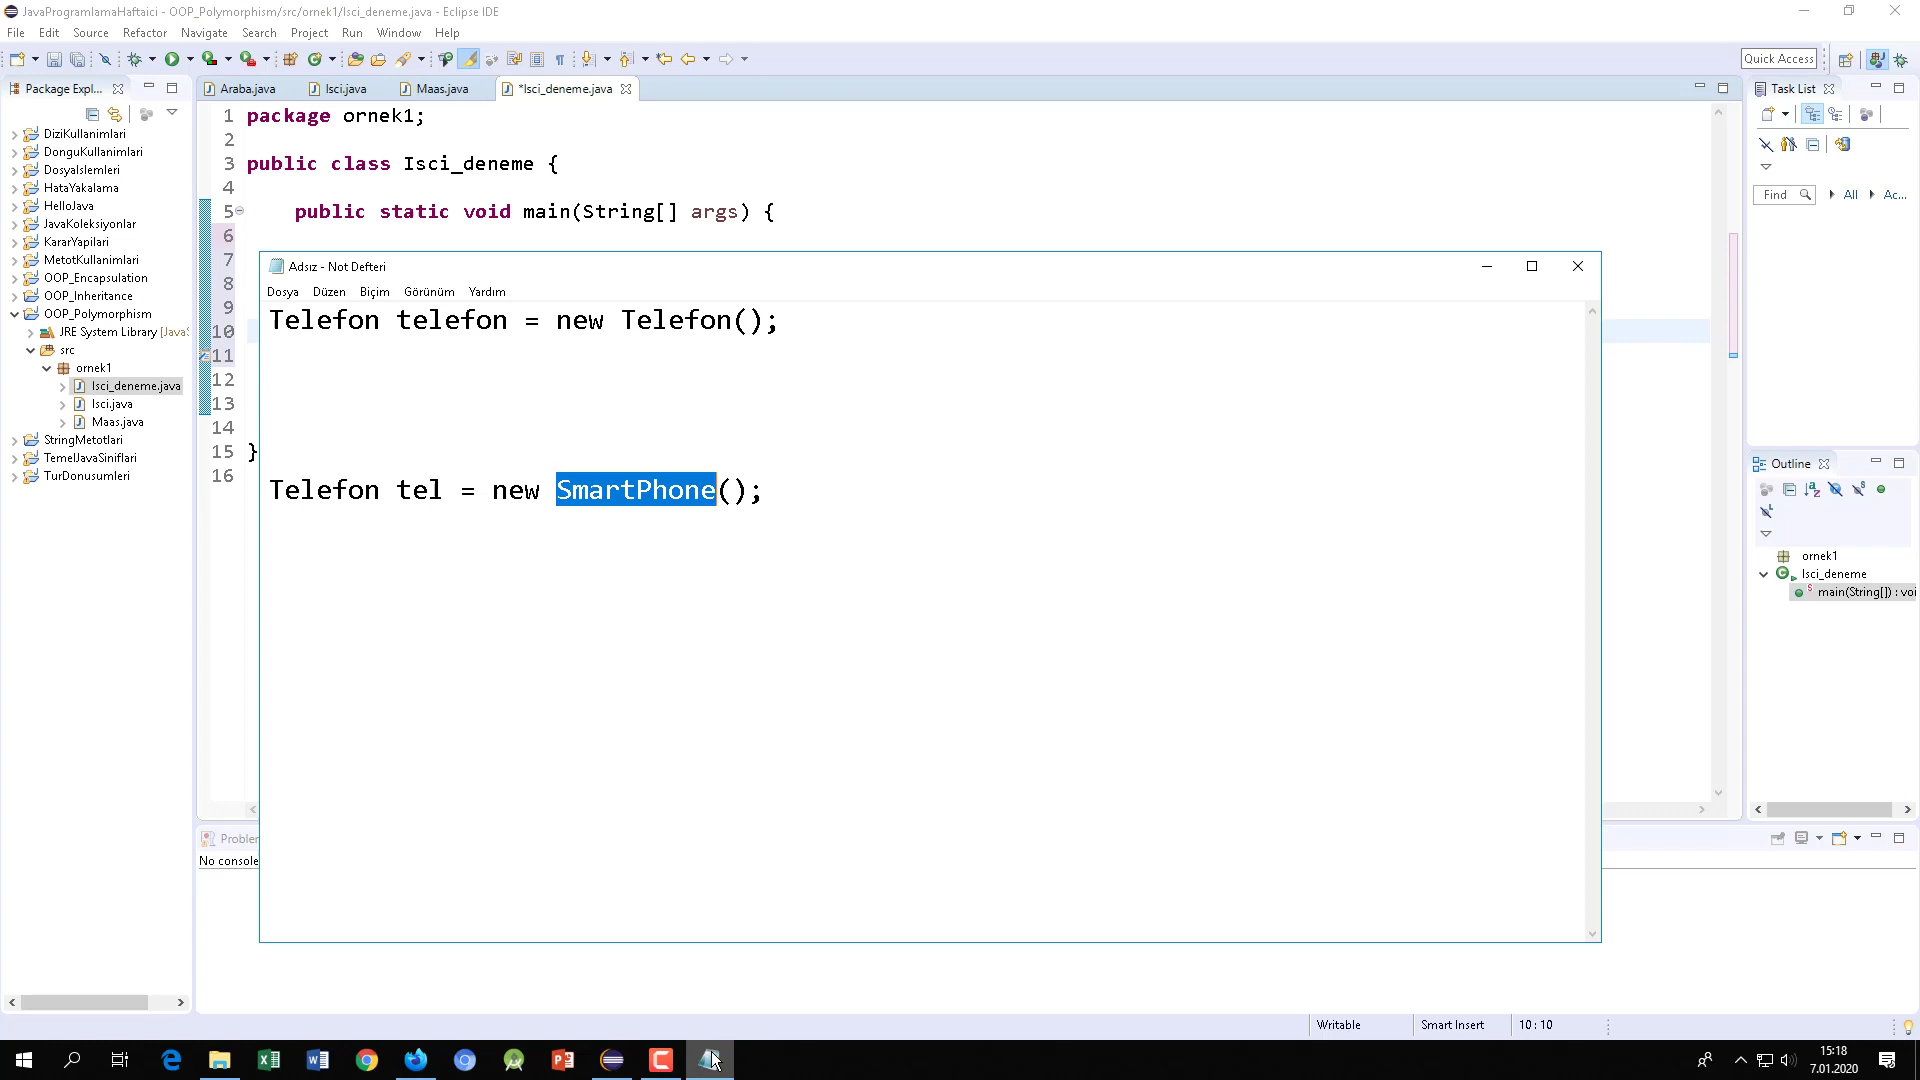 JavaProgramlamaHaftaici - OOP_Polymorphism/src/ornek1/Isci_deneme.java - Eclipse IDE
File Edit Source Refactor Navigate Search Project Run Window Help
Quick Access
Package Expl...
Araba.java
Isci.java
Maas.java
*Isci_deneme.java
Task List
DiziKullanimlari
DonguKullanimlari
DosyaIslemleri
HataYakalama
HelloJava
JavaKoleksiyonlar
KararYapilari
MetotKullanimlari
OOP_Encapsulation
OOP_Inheritance
OOP_Polymorphism
JRE System Library [JavaS
src
ornek1
Isci_deneme.java
Isci.java
Maas.java
StringMetotlari
TemelJavaSiniflari
TurDonusumleri
1 package ornek1;
2
3 public class Isci_deneme {
4
5 public static void main(String[] args) {
6
7
8
9
10
11
12
13
14
15 }
16
Adsız - Not Defteri
Dosya Düzen Biçim Görünüm Yardım
Telefon telefon = new Telefon();
Telefon tel = new SmartPhone();
Find All Ac...
Outline
ornek1
Isci_deneme
main(String[]) : voi
Problem
No console
Writable Smart Insert 10 : 10
15:18
7.01.2020